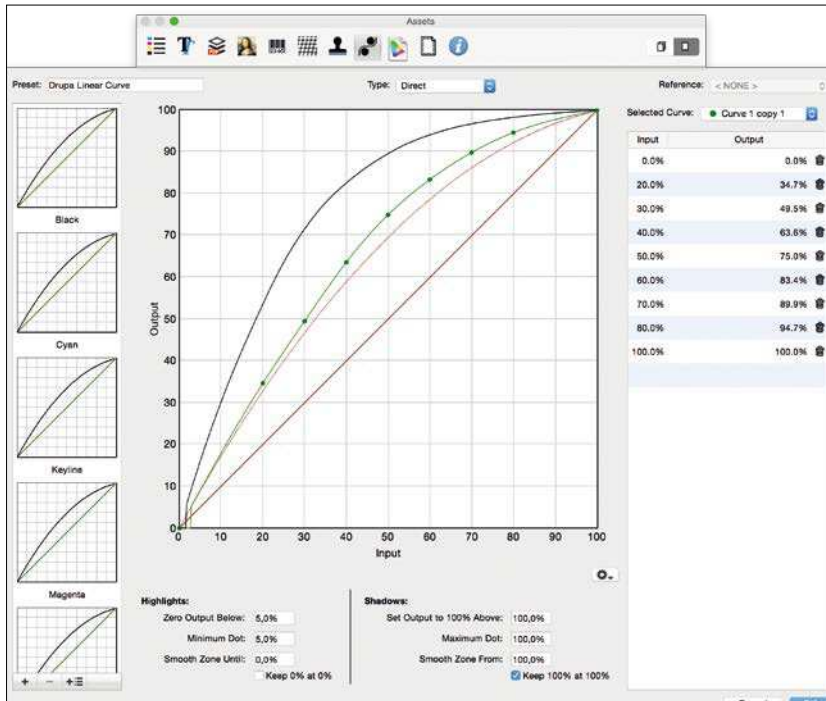 Assets
Preset: Drupa Linear Curve
Type: Direct
Reference: < NONE >
Black
Cyan
Keyline
Magenta
100
90
80
70
60
50
40
30
20
10
0
Output
0 10 20 30 40 50 60 70 80 90 100
Input
Selected Curve: Curve 1 copy 1
Input Output
0.0% 0.0%
20.0% 34.7%
30.0% 49.5%
40.0% 63.6%
50.0% 75.0%
60.0% 83.4%
70.0% 89.9%
80.0% 94.7%
100.0% 100.0%
Highlights:
Zero Output Below: 5,0%
Minimum Dot: 5,0%
Smooth Zone Until: 0,0%
Keep 0% at 0%
Shadows:
Set Output to 100% Above: 100,0%
Maximum Dot: 100,0%
Smooth Zone From: 100,0%
Keep 100% at 100%